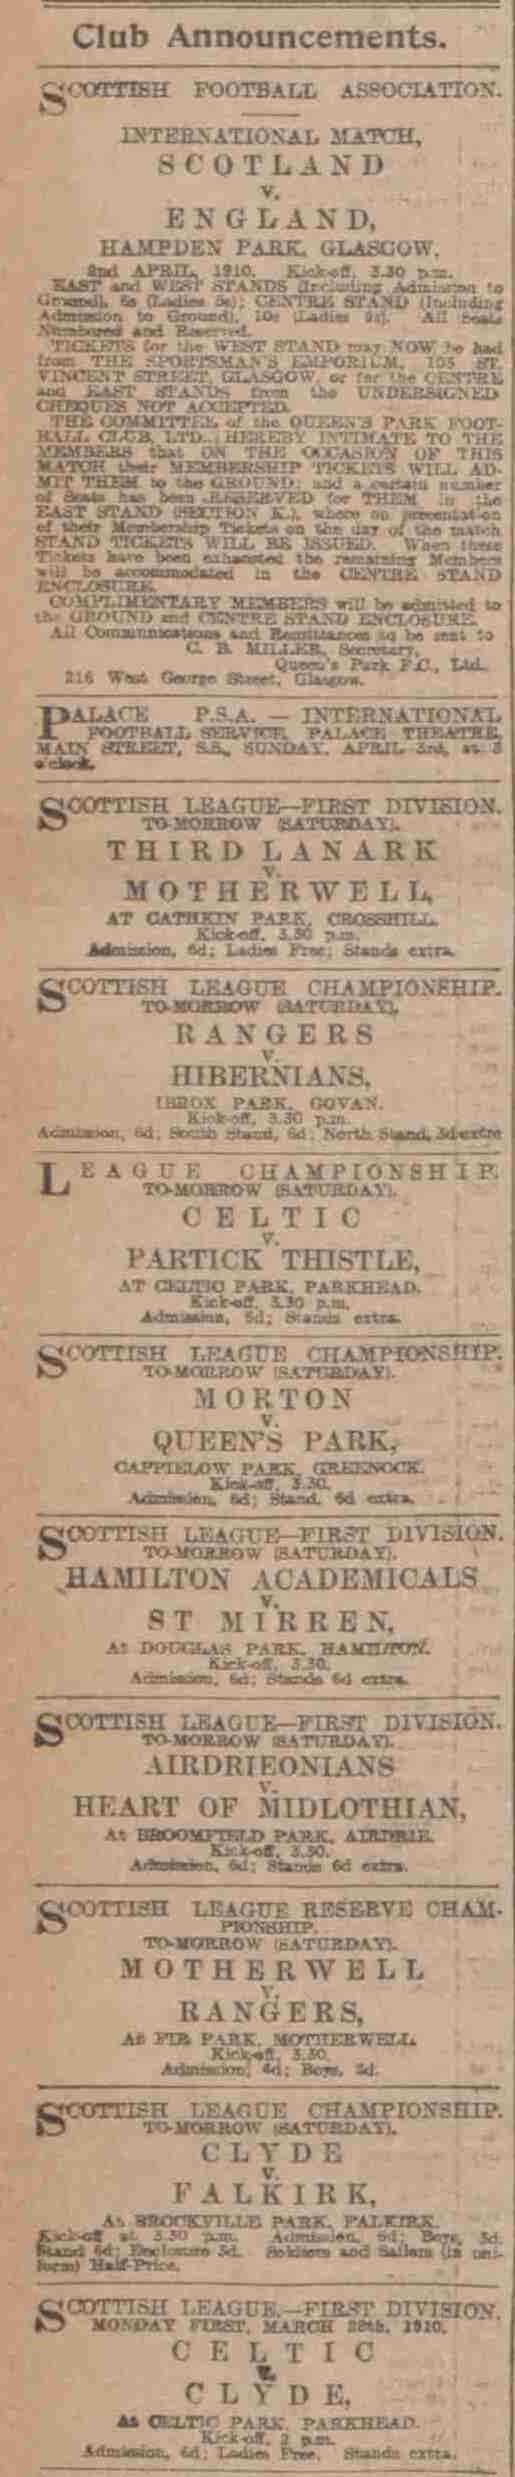 Club Announcements.
SCOTTISH FOOTBALL ASSOCIATION.
INTERNATIONAL MATCH,
SCOTLAND
v.
ENGLAND,
HAMPDEN PARK, GLASGOW,
2nd APRIL, 1910. Kick-off, 3.30 p.m.
EAST and WEST STANDS (Including Admission to
Ground), 6s (Ladies 5s); CENTRE STAND (Including
Admission to Ground), 10s (Ladies 9s). All Seats
Numbered and Reserved.
TICKETS for the WEST STAND may NOW be had
from THE SPORTSMAN'S EMPORIUM, 103 ST.
VINCENT STREET, GLASGOW, or for the CENTRE
and EAST STANDS from the UNDERSIGNED
CHEQUES NOT ACCEPTED.
THE COMMITTEE of the QUEEN'S PARK FOOT-
BALL CLUB, LTD., HEREBY INTIMATE TO THE
MEMBERS that ON THE OCCASION OF THIS
MATCH their MEMBERSHIP TICKETS WILL AD-
MIT THEM to the GROUND; and a certain number
of Seats has been RESERVED for THEM in the
EAST STAND (SECTION K.), where on presentation
of their Membership Tickets on the day of the match
STAND TICKETS WILL BE ISSUED. When these
Tickets have been exhausted the remaining Members
will be accommodated in the CENTRE STAND
ENCLOSURE.
COMPLIMENTARY MEMBERS will be admitted to
the GROUND and CENTRE STAND ENCLOSURE.
All Communications and Remittances to be sent to
C. B. MILLER, Secretary,
Queen's Park F.C., Ltd.
216 West George Street, Glasgow.
PALACE P.S.A. — INTERNATIONAL
FOOTBALL SERVICE, PALACE THEATRE,
MAIN STREET, S.S., SUNDAY, APRIL 3rd, at 3
o'clock.
SCOTTISH LEAGUE—FIRST DIVISION.
TO-MORROW (SATURDAY).
THIRD LANARK
v.
MOTHERWELL,
AT CATHKIN PARK, CROSSHILL.
Kick-off, 3.30 p.m.
Admission, 6d; Ladies Free; Stands extra.
SCOTTISH LEAGUE CHAMPIONSHIP.
TO-MORROW (SATURDAY),
RANGERS
v.
HIBERNIANS,
IBROX PARK, GOVAN.
Kick-off, 3.30 p.m.
Admission, 6d; South Stand, 6d; North Stand, 3d extra
LEAGUE CHAMPIONSHIP.
TO-MORROW (SATURDAY).
CELTIC
v.
PARTICK THISTLE,
AT CELTIC PARK, PARKHEAD.
Kick-off, 3.30 p.m.
Admission, 6d; Stands extra.
SCOTTISH LEAGUE CHAMPIONSHIP.
TO-MORROW (SATURDAY).
MORTON
v.
QUEEN'S PARK,
CAPPIELOW PARK, GREENOCK.
Kick-off, 3.30.
Admission, 6d; Stand, 6d extra.
SCOTTISH LEAGUE—FIRST DIVISION.
TO-MORROW (SATURDAY).
HAMILTON ACADEMICALS
v.
ST MIRREN,
At DOUGLAS PARK, HAMILTON.
Kick-off, 3.30.
Admission, 6d; Stands 6d extra.
SCOTTISH LEAGUE—FIRST DIVISION.
TO-MORROW (SATURDAY).
AIRDRIEONIANS
v.
HEART OF MIDLOTHIAN,
At BROOMFIELD PARK, AIRDRIE.
Kick-off, 3.30.
Admission, 6d; Stands 6d extra.
SCOTTISH LEAGUE RESERVE CHAM-
PIONSHIP.
TO-MORROW (SATURDAY).
MOTHERWELL
v.
RANGERS,
At FIR PARK, MOTHERWELL.
Kick-off, 3.30.
Admission, 4d; Boys, 2d.
SCOTTISH LEAGUE CHAMPIONSHIP.
TO-MORROW (SATURDAY).
CLYDE
v.
FALKIRK,
At BROCKVILLE PARK, FALKIRK.
Kick-off at 3.30 p.m. Admission, 6d; Boys, 3d.
Stand 6d; Enclosure 3d. Soldiers and Sailors (in uni-
form) Half-Price.
SCOTTISH LEAGUE.—FIRST DIVISION.
MONDAY FIRST, MARCH 28th, 1910.
CELTIC
v.
CLYDE,
At CELTIC PARK, PARKHEAD.
Kick-off, 2 p.m.
Admission, 6d; Ladies Free. Stands extra.